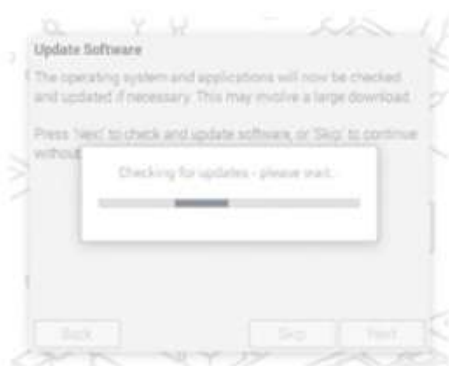 Update Software
The operating system and applications will now be checked
and updated if necessary. This may involve a large download.
Press 'Next' to check and update software, or 'Skip' to continue
without
Checking for updates - please wait...
Back
Skip
Next